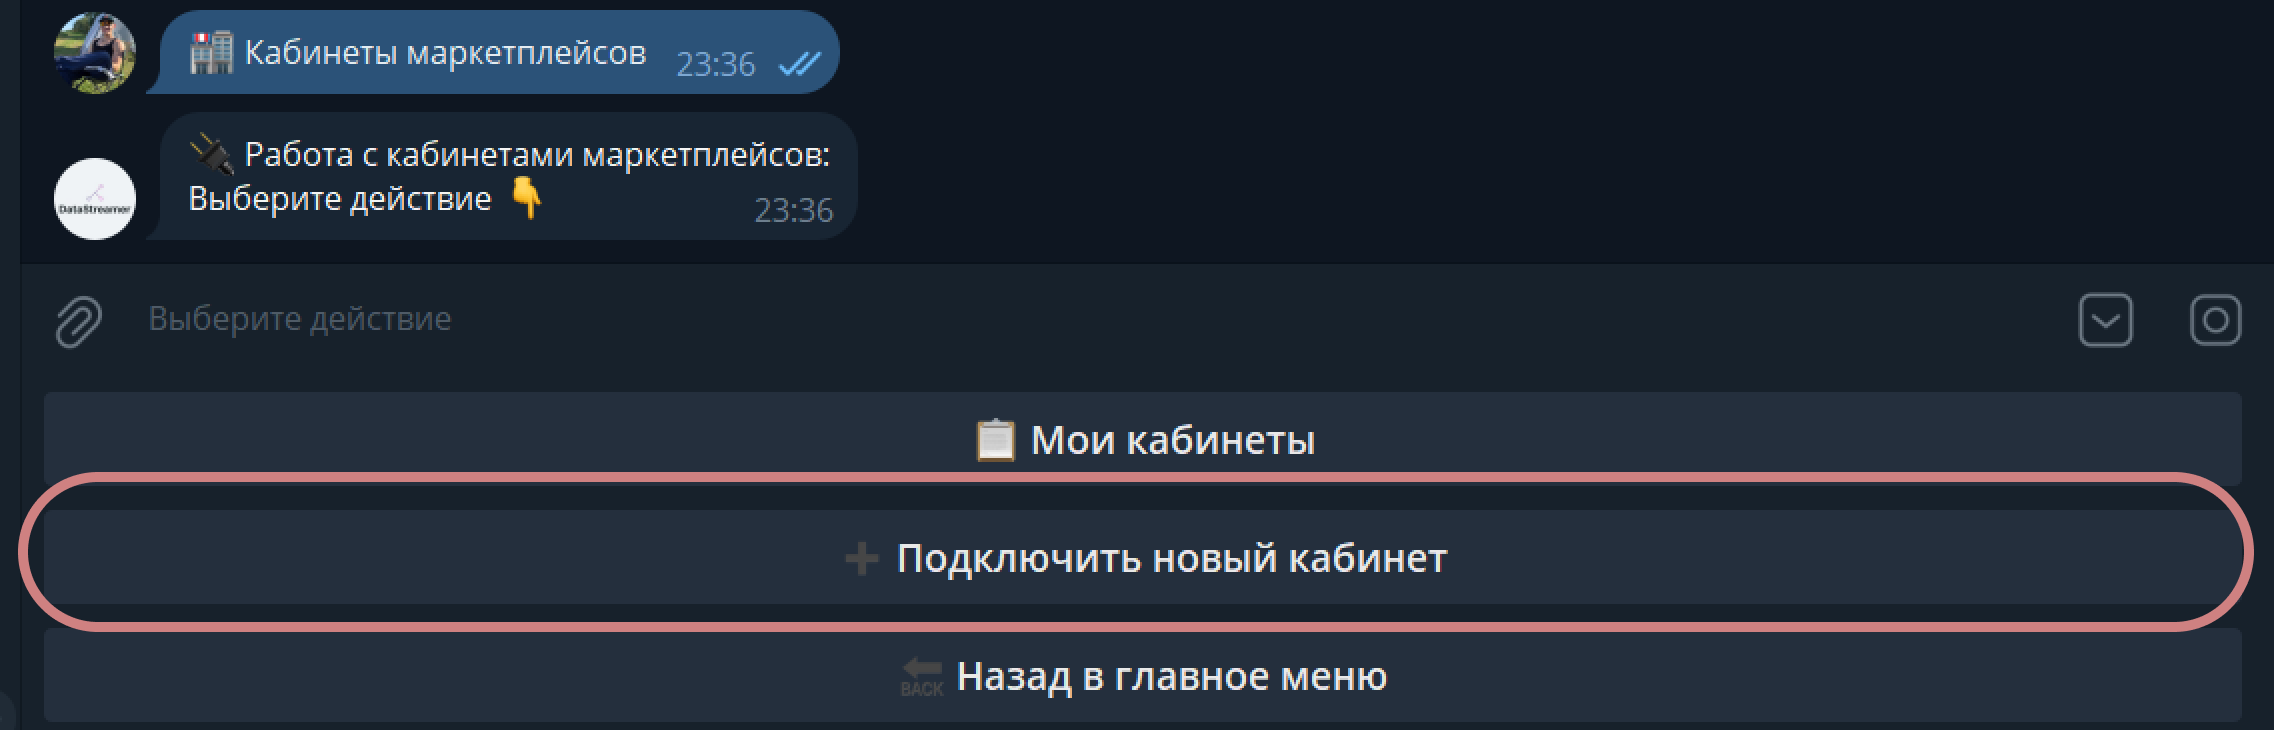 🏬 Кабинеты маркетплейсов 23:36
🔌 Работа с кабинетами маркетплейсов:
Выберите действие 👇 23:36
DataStreamer
Выберите действие
📋 Мои кабинеты
➕ Подключить новый кабинет
🔙 Назад в главное меню